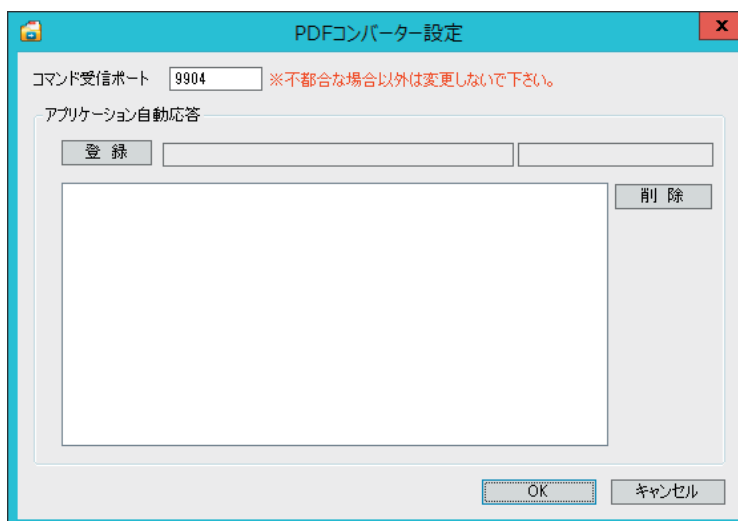 PDFコンバーター設定
x
コマンド受信ポート 9904 ※不都合な場合以外は変更しないで下さい。
アプリケーション自動応答
登 録
削 除
OK キャンセル